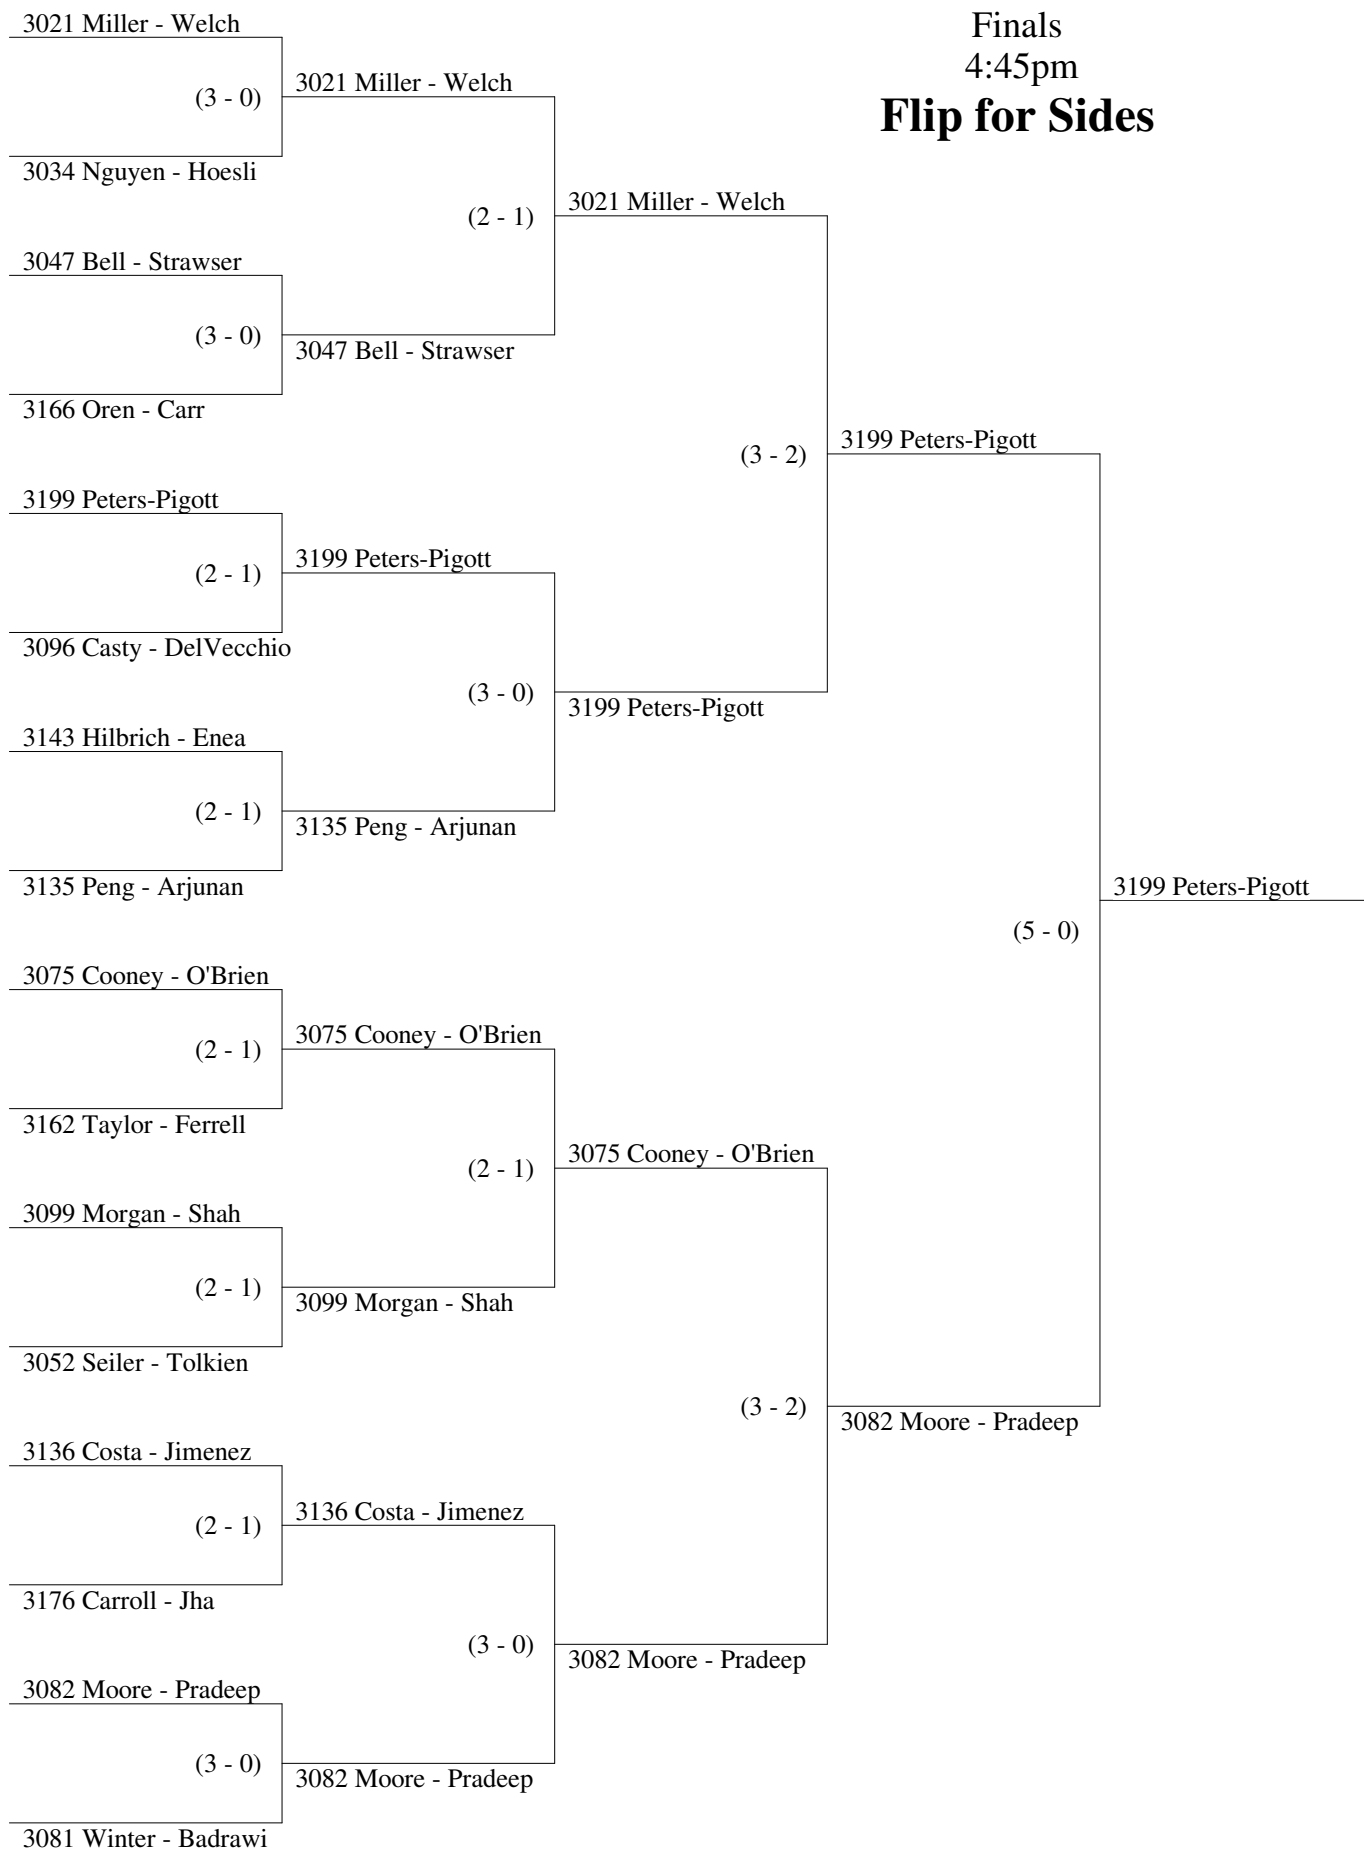 Finals
4:45pm
Flip for Sides
3021 Miller - Welch
(3 - 0)
3034 Nguyen - Hoesli
3047 Bell - Strawser
(3 - 0)
3166 Oren - Carr
3199 Peters-Pigott
(2 - 1)
3096 Casty - DelVecchio
3143 Hilbrich - Enea
(2 - 1)
3135 Peng - Arjunan
3075 Cooney - O'Brien
(2 - 1)
3162 Taylor - Ferrell
3099 Morgan - Shah
(2 - 1)
3052 Seiler - Tolkien
3136 Costa - Jimenez
(2 - 1)
3176 Carroll - Jha
3082 Moore - Pradeep
(3 - 0)
3081 Winter - Badrawi
3021 Miller - Welch
(2 - 1)
3047 Bell - Strawser
3199 Peters-Pigott
(3 - 0)
3135 Peng - Arjunan
3075 Cooney - O'Brien
(2 - 1)
3099 Morgan - Shah
3136 Costa - Jimenez
(3 - 0)
3082 Moore - Pradeep
3021 Miller - Welch
(3 - 2)
3199 Peters-Pigott
3075 Cooney - O'Brien
(3 - 2)
3082 Moore - Pradeep
3199 Peters-Pigott
(5 - 0)
3082 Moore - Pradeep
3199 Peters-Pigott